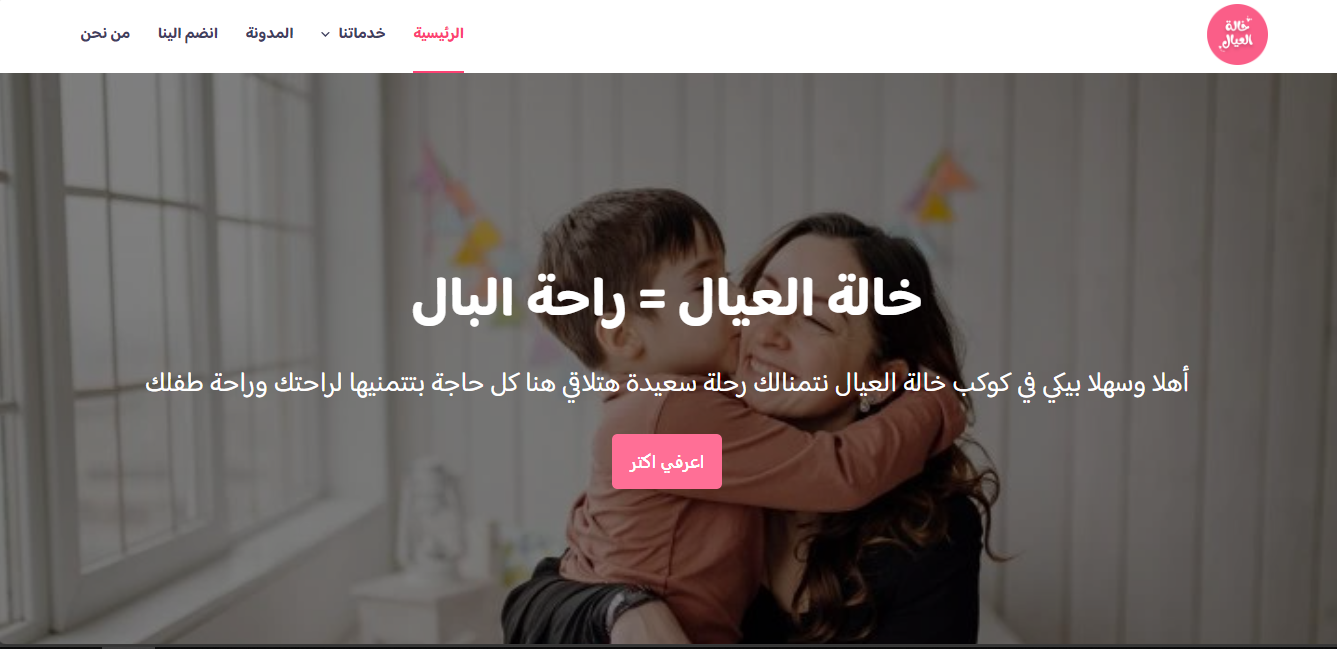 خالة
العيال
الرئيسية
خدماتنا
المدونة
انضم الينا
من نحن
خالة العيال = راحة البال
أهلا وسهلا بيكي في كوكب خالة العيال نتمنالك رحلة سعيدة هتلاقي هنا كل حاجة بتتمنيها لراحتك وراحة طفلك
اعرفي اكتر